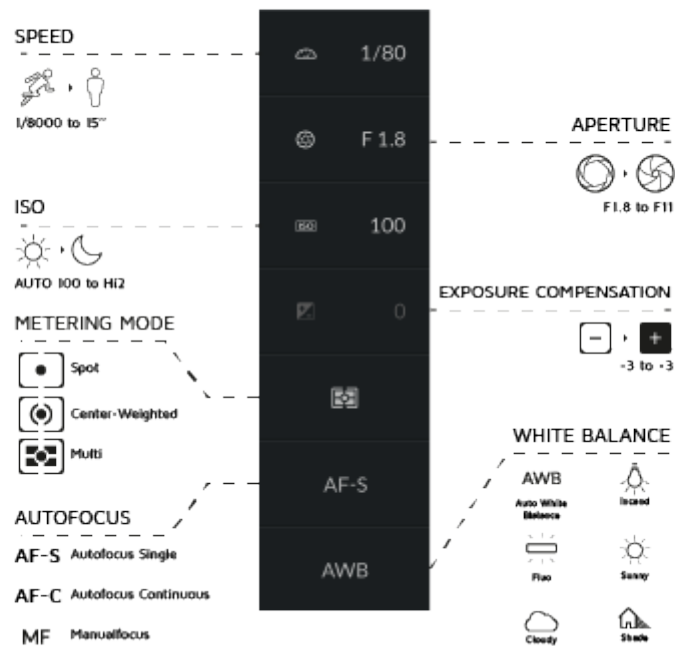 SPEED
1/8000 to 15"
ISO
AUTO 100 to Hi2
METERING MODE
Spot
Center-Weighted
Multi
AUTOFOCUS
AF-S Autofocus Single
AF-C Autofocus Continuous
MF Manualfocus
1/80
F 1.8
ISO 100
0
AF-S
AWB
APERTURE
F1.8 to F11
EXPOSURE COMPENSATION
-3 to -3
WHITE BALANCE
AWB
Auto White
Balance
Incand
Fluo
Sunny
Cloudy
Shade